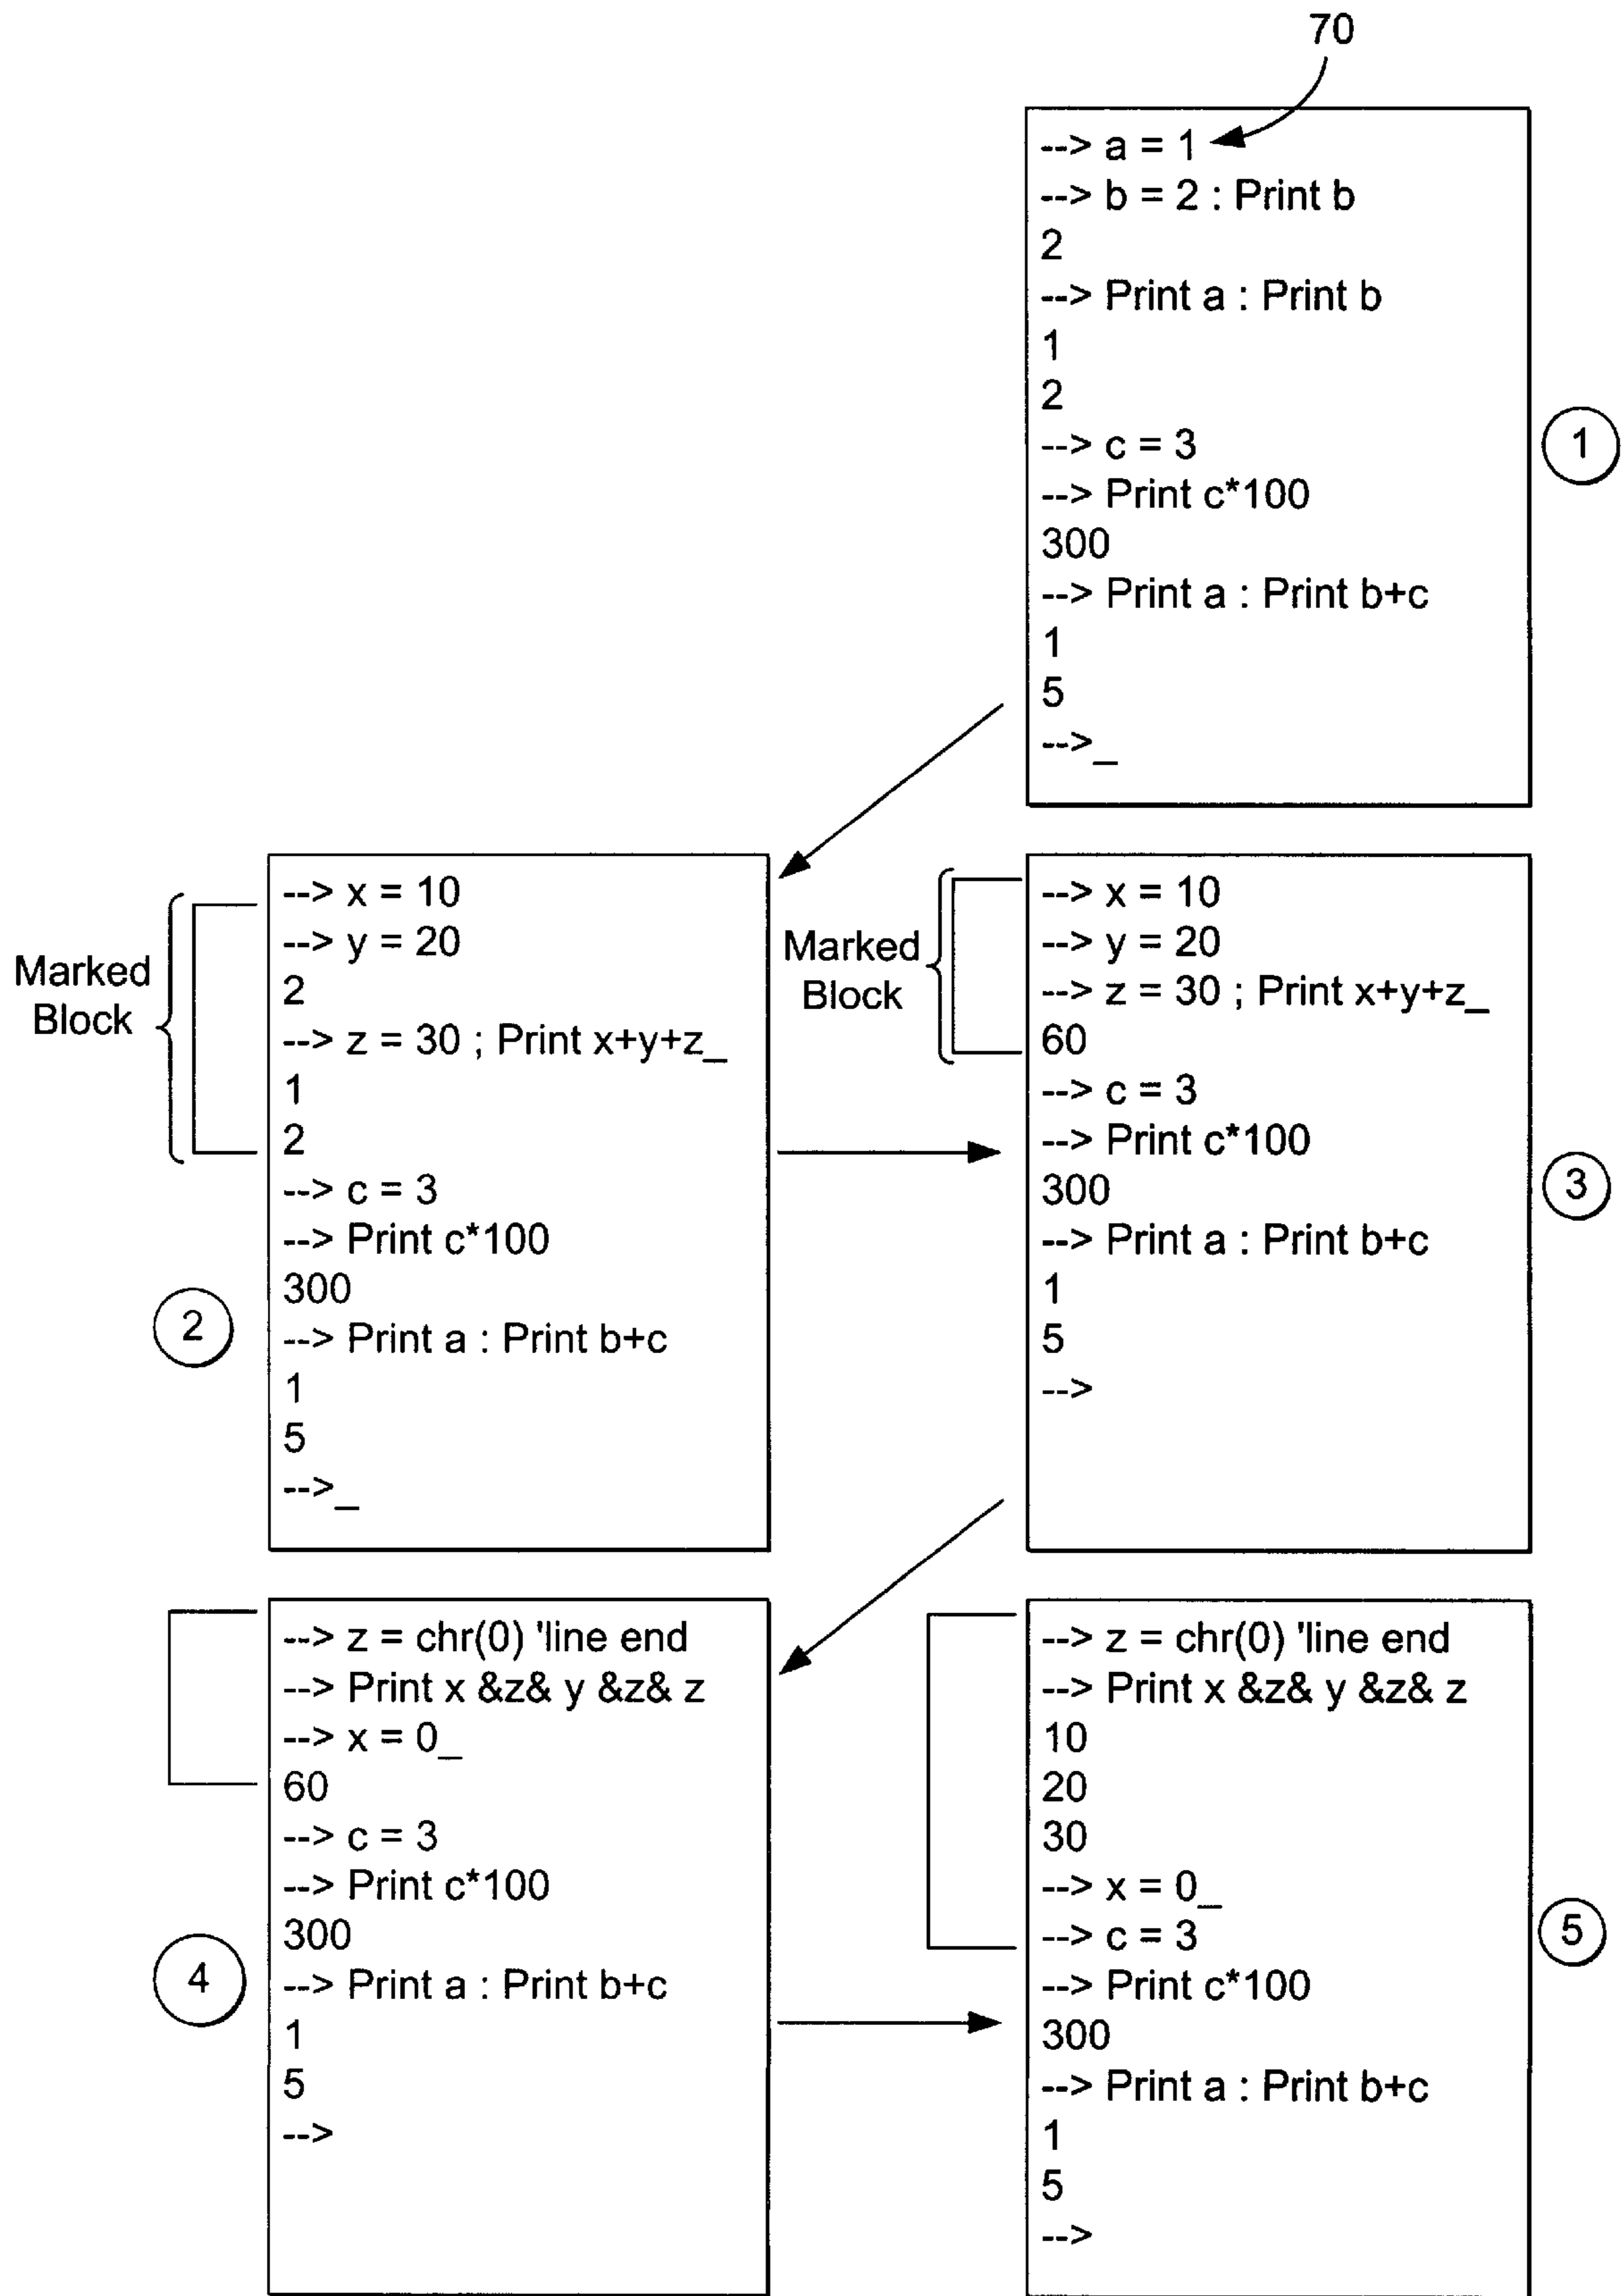 70
--> a = 1
--> b = 2 : Print b
2
--> Print a : Print b
1
2
--> c = 3
--> Print c*100
300
--> Print a : Print b+c
1
5
-->_
1
Marked
Block
--> x = 10
--> y = 20
2
--> z = 30 ; Print x+y+z_
1
2
--> c = 3
--> Print c*100
300
--> Print a : Print b+c
1
5
-->_
2
Marked
Block
--> x = 10
--> y = 20
--> z = 30 ; Print x+y+z_
60
--> c = 3
--> Print c*100
300
--> Print a : Print b+c
1
5
-->
3
--> z = chr(0) 'line end
--> Print x &z& y &z& z
--> x = 0_
60
--> c = 3
--> Print c*100
300
--> Print a : Print b+c
1
5
-->
4
--> z = chr(0) 'line end
--> Print x &z& y &z& z
10
20
30
--> x = 0_
--> c = 3
--> Print c*100
300
--> Print a : Print b+c
1
5
-->
5